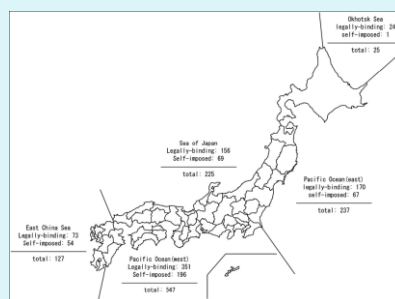 Okhotsk Sea
legally-binding: 24
self-imposed: 1
total: 25
Sea of Japan
Legally-binding: 156
Self-imposed: 69
total: 225
Pacific Ocean(east)
legally-binding: 170
self-imposed: 67
total: 237
East China Sea
Legally-binding: 73
Self-imposed: 54
total: 127
Pacific Ocean(west)
Legally-binding: 351
Self-imposed: 196
total: 547